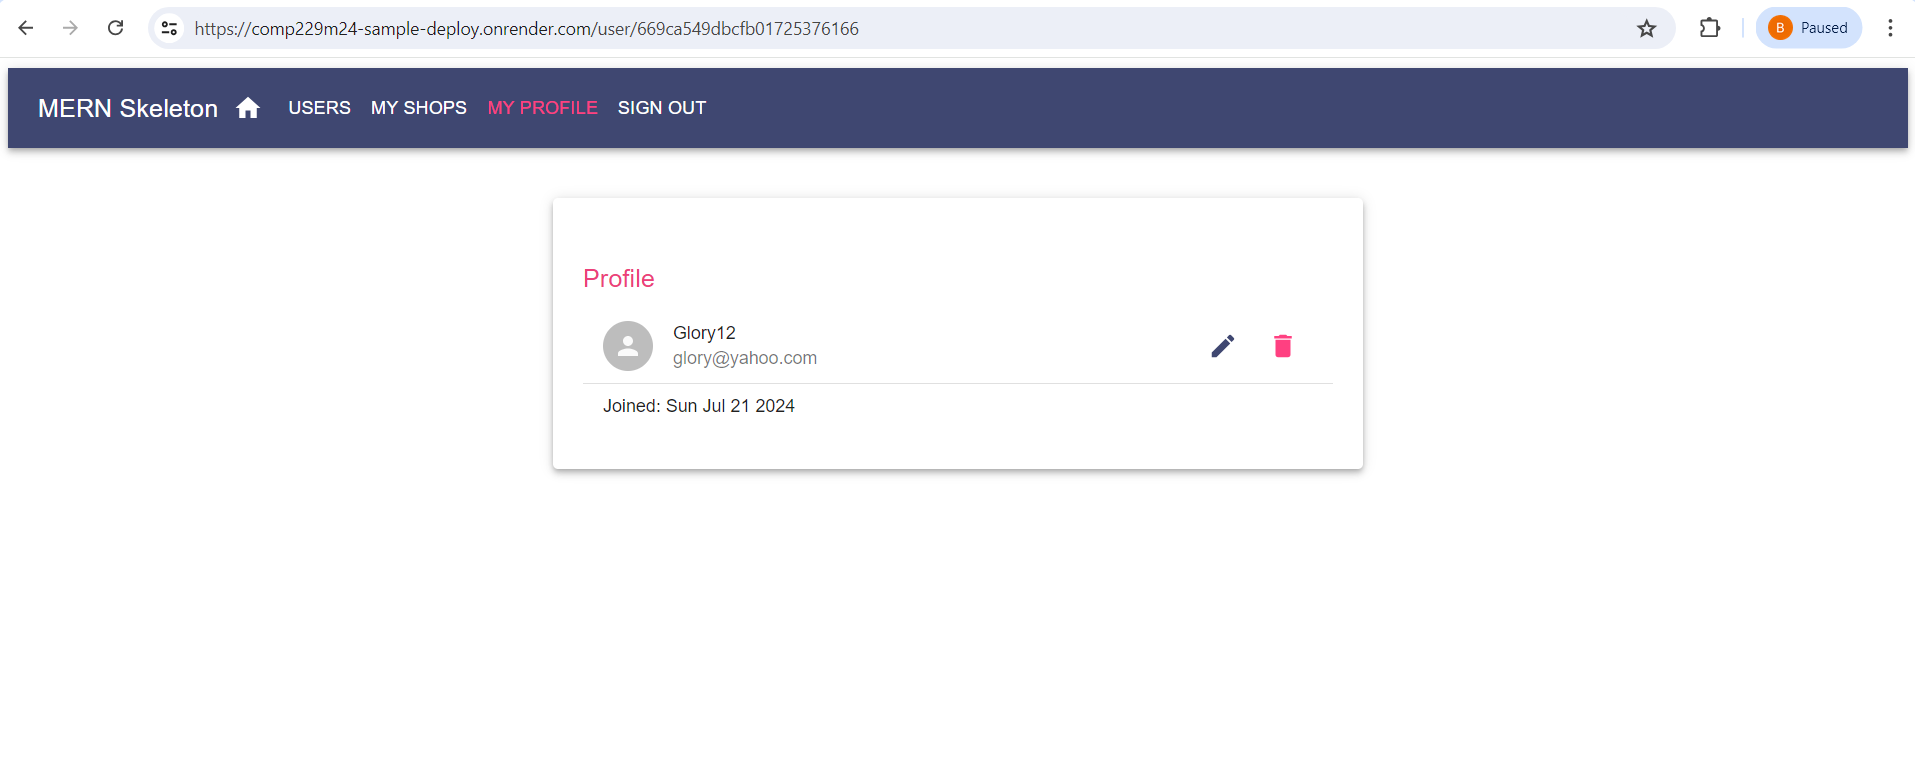 https://comp229m24-sample-deploy.onrender.com/user/669ca549dbcfb01725376166
B Paused
MERN Skeleton USERS MY SHOPS MY PROFILE SIGN OUT
Profile
Glory12
glory@yahoo.com
Joined: Sun Jul 21 2024